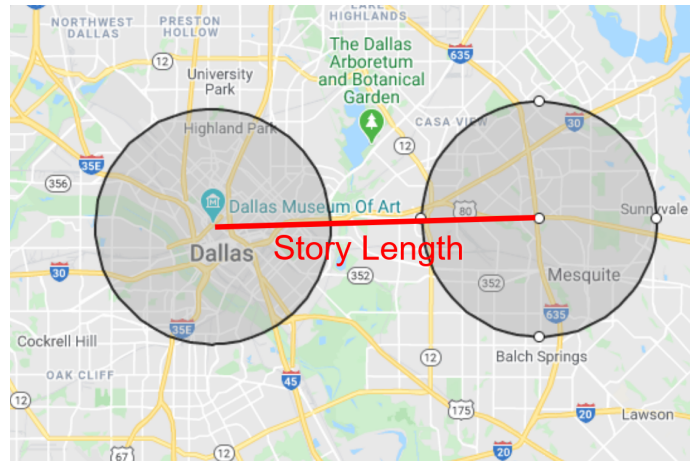 LAKE
HIGHLANDS
NORTHWEST
DALLAS
PRESTON
HOLLOW
The Dallas
Arboretum
and Botanical
Garden
635
12
University
Park
Highland Park
CASA VIEW
30
12
35E
356
Dallas Museum Of Art
80
Sunnyvale
Dallas
Story Length
30
352
352
Mesquite
635
35E
Cockrell Hill
12
Balch Springs
OAK CLIFF
45
12
175
20
Lawson
67
12
20